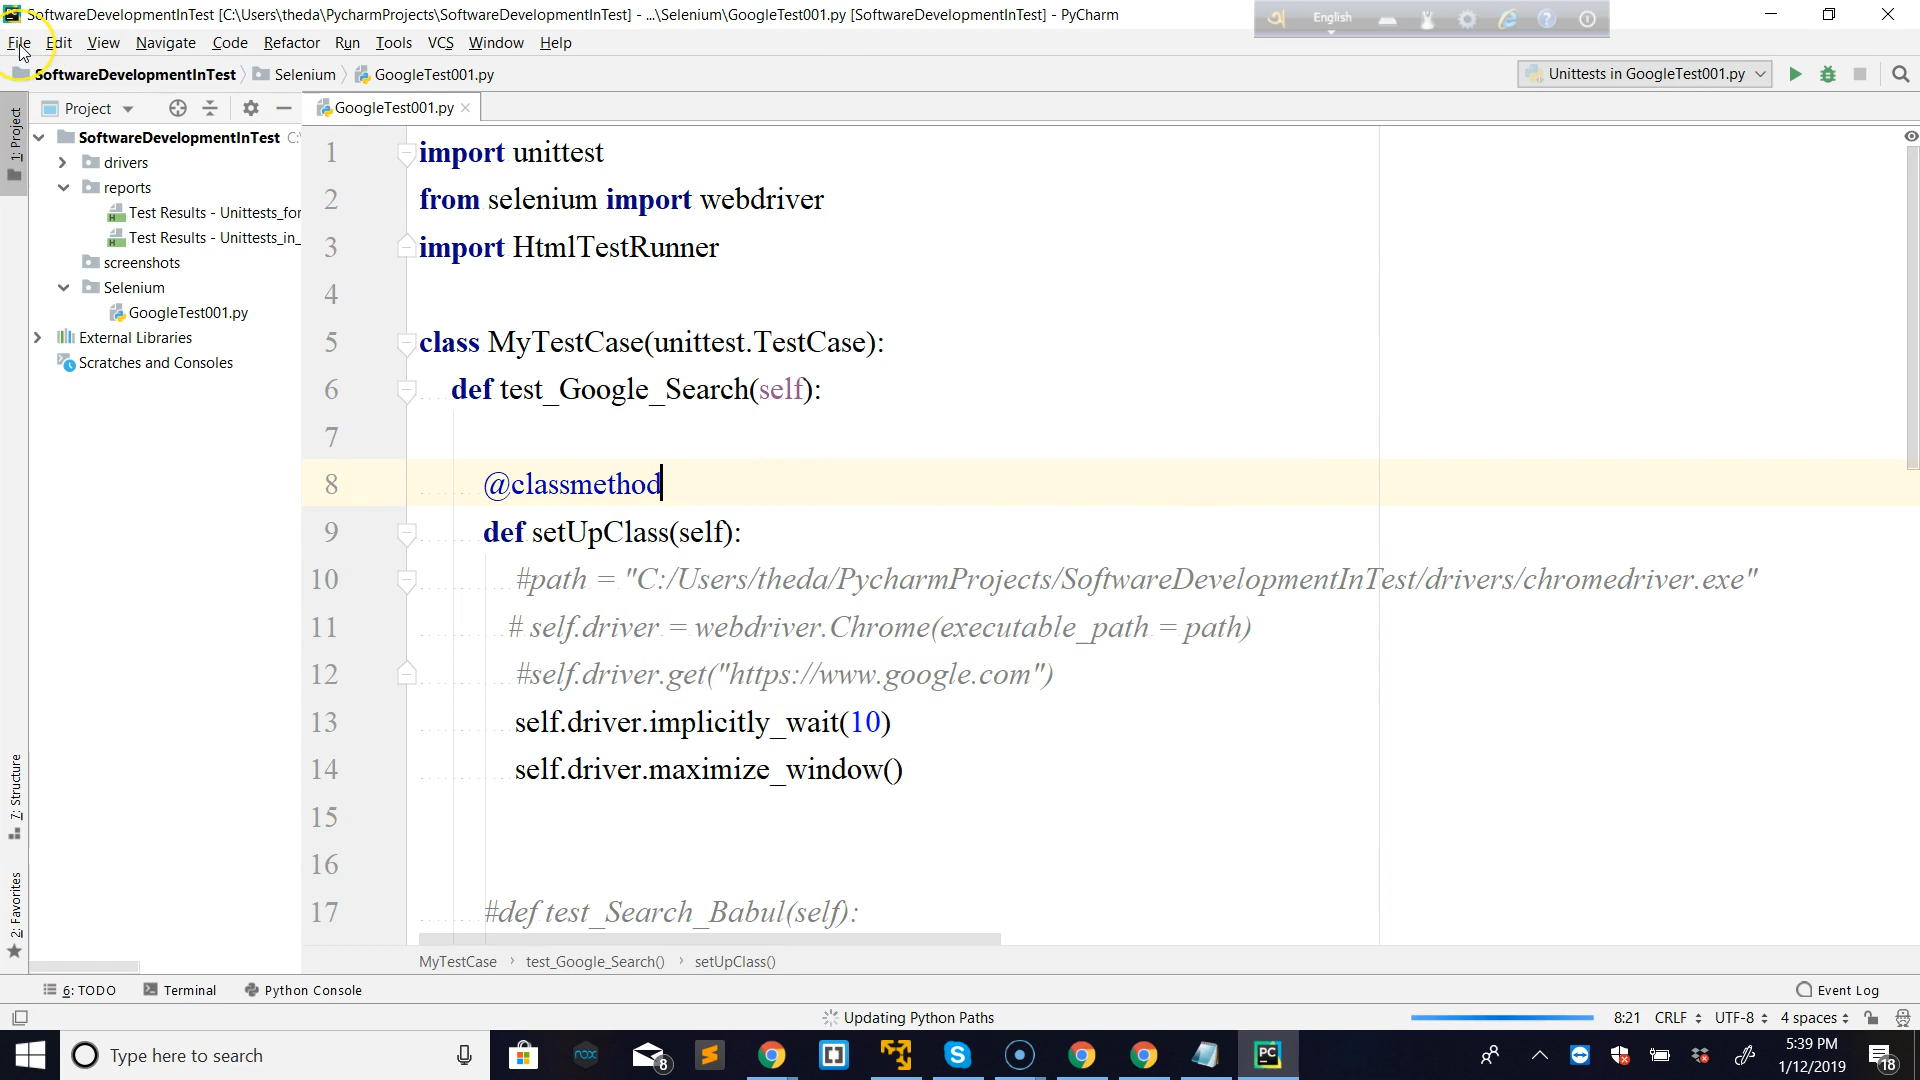 SoftwareDevelopmentInTest [C:\Users\theda\PycharmProjects\SoftwareDevelopmentInTest] - ...\Selenium\GoogleTest001.py [SoftwareDevelopmentInTest] - PyCharm
English
File Edit View Navigate Code Refactor Run Tools VCS Window Help
SoftwareDevelopmentInTest Selenium GoogleTest001.py
Unittests in GoogleTest001.py
Project
GoogleTest001.py
1: Project
SoftwareDevelopmentInTest C:\
drivers
reports
Test Results - Unittests_for
Test Results - Unittests_in_
screenshots
Selenium
GoogleTest001.py
External Libraries
Scratches and Consoles
7: Structure
2: Favorites
1 import unittest
2 from selenium import webdriver
3 import HtmlTestRunner
4
5 class MyTestCase(unittest.TestCase):
6 def test_Google_Search(self):
7
8 @classmethod
9 def setUpClass(self):
10 #path = "C:/Users/theda/PycharmProjects/SoftwareDevelopmentInTest/drivers/chromedriver.exe"
11 # self.driver = webdriver.Chrome(executable_path = path)
12 #self.driver.get("https://www.google.com")
13 self.driver.implicitly_wait(10)
14 self.driver.maximize_window()
15
16
17 #def test_Search_Babul(self):
MyTestCase › test_Google_Search() › setUpClass()
6: TODO Terminal Python Console Event Log
Updating Python Paths 8:21 CRLF UTF-8 4 spaces
Type here to search
nox
8
PC
5:39 PM
1/12/2019
18